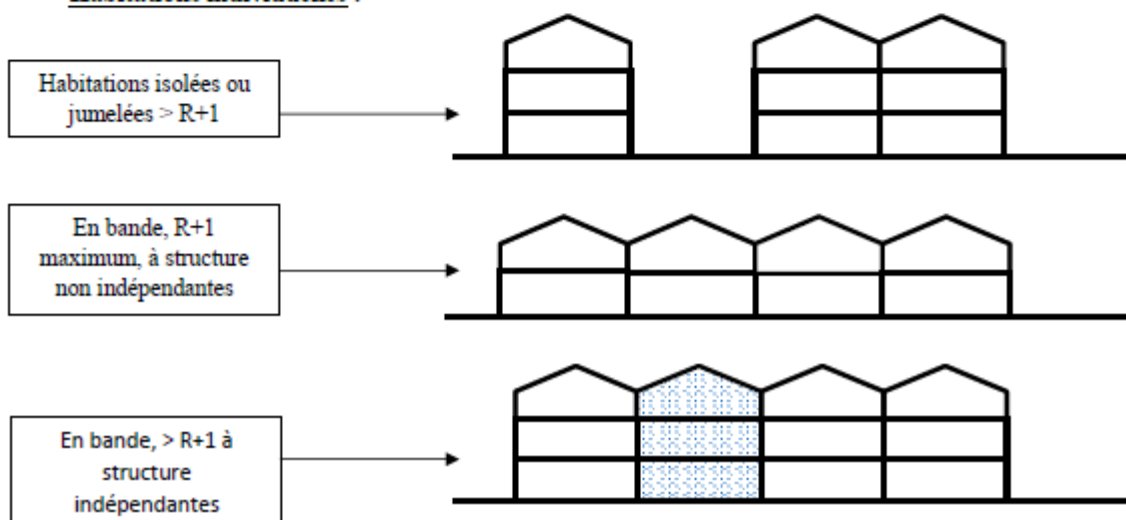 Habitations isolées ou
jumelées > R+1
En bande, R+1
maximum, à structure
non indépendantes
En bande, > R+1 à
structure
indépendantes